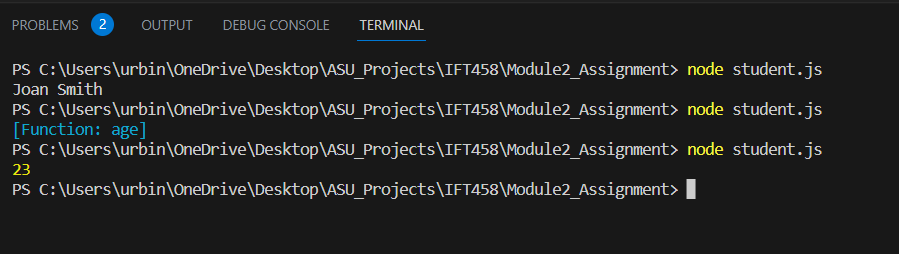 PROBLEMS 2 OUTPUT DEBUG CONSOLE TERMINAL
PS C:\Users\urbin\OneDrive\Desktop\ASU_Projects\IFT458\Module2_Assignment> node student.js
Joan Smith
PS C:\Users\urbin\OneDrive\Desktop\ASU_Projects\IFT458\Module2_Assignment> node student.js
[Function: age]
PS C:\Users\urbin\OneDrive\Desktop\ASU_Projects\IFT458\Module2_Assignment> node student.js
23
PS C:\Users\urbin\OneDrive\Desktop\ASU_Projects\IFT458\Module2_Assignment>